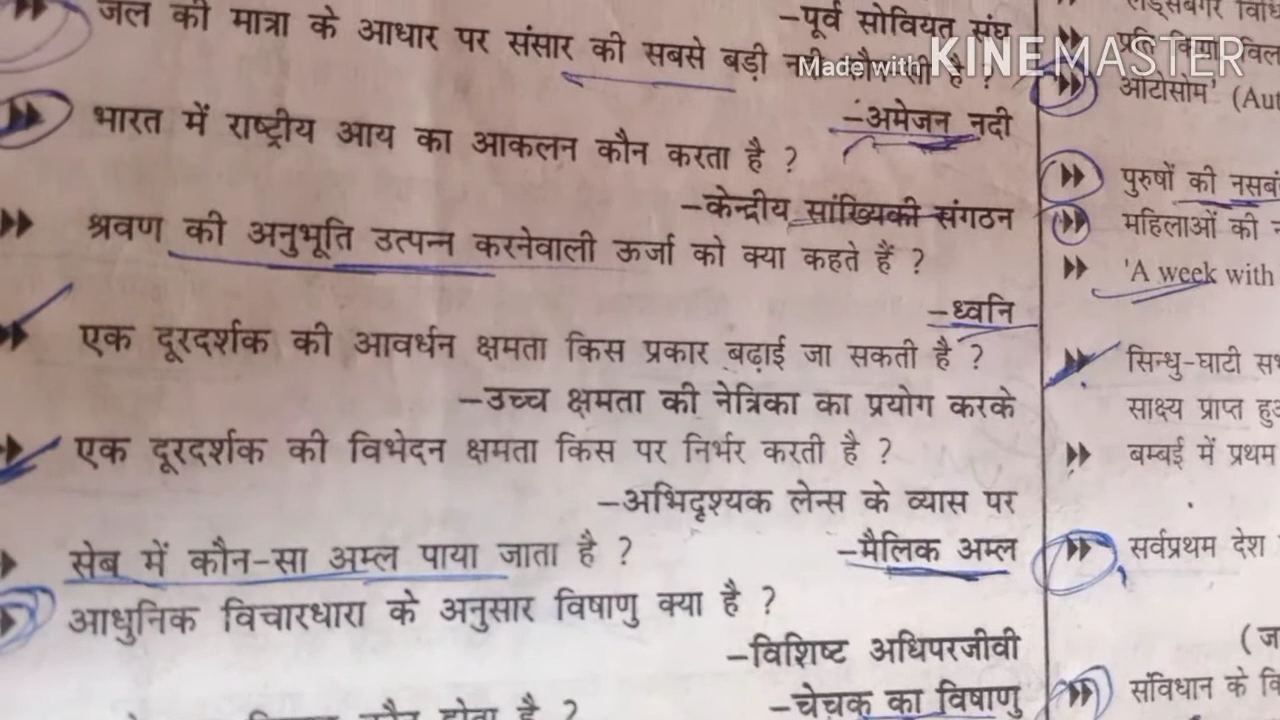 –पूर्व सोवियत संघ
जल की मात्रा के आधार पर संसार की सबसे बड़ी नदी है ?
Made with KINEMASTER
–अमेजन नदी
भारत में राष्ट्रीय आय का आकलन कौन करता है ?
–केन्द्रीय सांख्यिकी संगठन
श्रवण की अनुभूति उत्पन्न करनेवाली ऊर्जा को क्या कहते हैं ?
–ध्वनि
एक दूरदर्शक की आवर्धन क्षमता किस प्रकार बढ़ाई जा सकती है ?
–उच्च क्षमता की नेत्रिका का प्रयोग करके
एक दूरदर्शक की विभेदन क्षमता किस पर निर्भर करती है ?
–अभिदृश्यक लेन्स के व्यास पर
सेब में कौन-सा अम्ल पाया जाता है ? –मैलिक अम्ल
आधुनिक विचारधारा के अनुसार विषाणु क्या है ?
–विशिष्ट अधिपरजीवी
–चेचक का विषाणु
कौन होता है ?
ऑटोसोम' (Aut
पुरुषों की नसबं
महिलाओं की
'A week with
सिन्धु-घाटी सभ
साक्ष्य प्राप्त हु
बम्बई में प्रथम
सर्वप्रथम देश
(ज
संविधान के